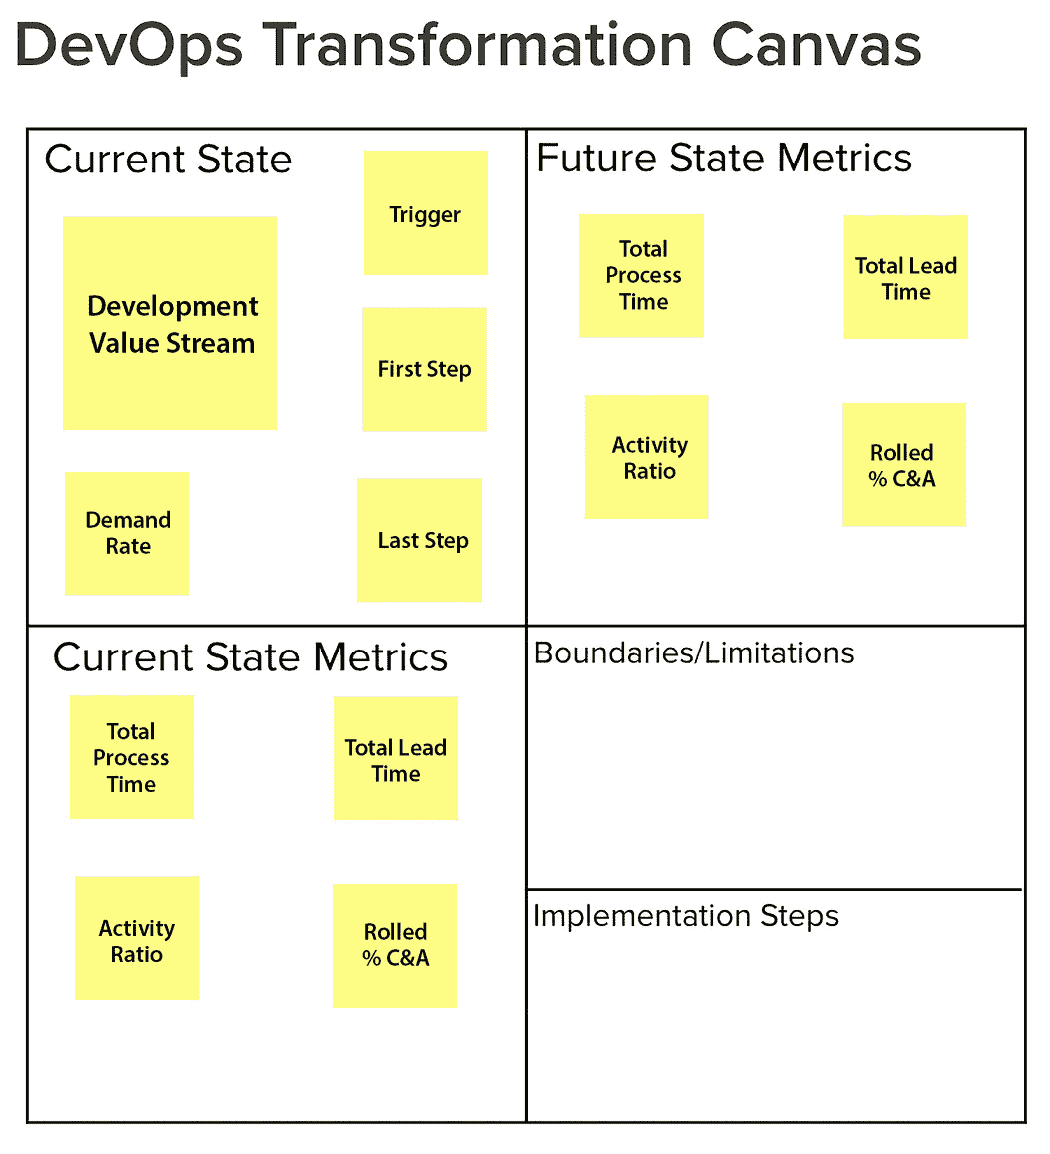 DevOps Transformation Canvas
Current State
Trigger
Development
Value Stream
First Step
Demand
Rate
Last Step
Future State Metrics
Total
Process
Time
Total Lead
Time
Activity
Ratio
Rolled
% C&A
Current State Metrics
Total
Process
Time
Total Lead
Time
Activity
Ratio
Rolled
% C&A
Boundaries/Limitations
Implementation Steps